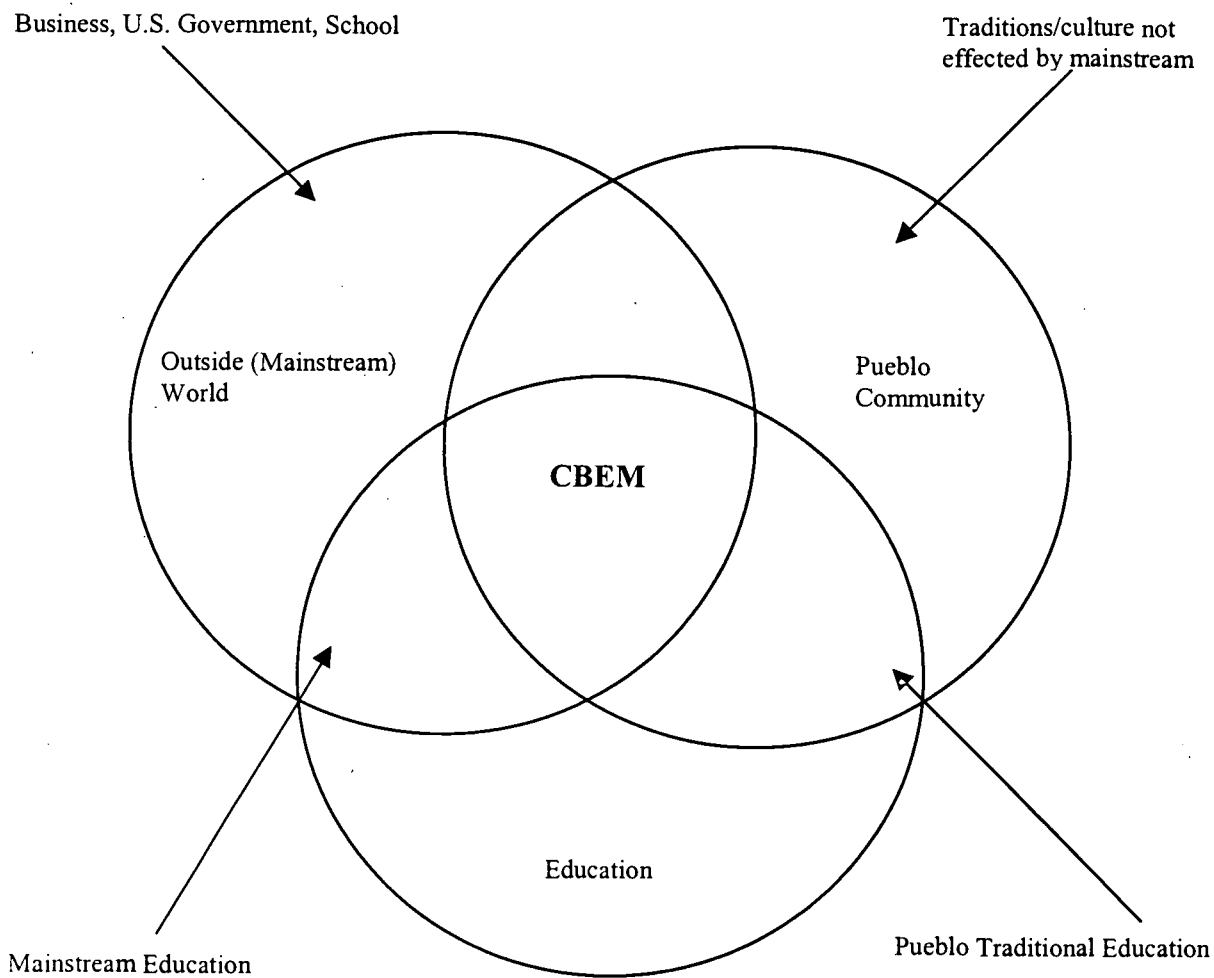 Business, U.S. Government, School
Traditions/culture not
effected by mainstream
Outside (Mainstream)
World
Pueblo
Community
CBEM
Education
Mainstream Education
Pueblo Traditional Education